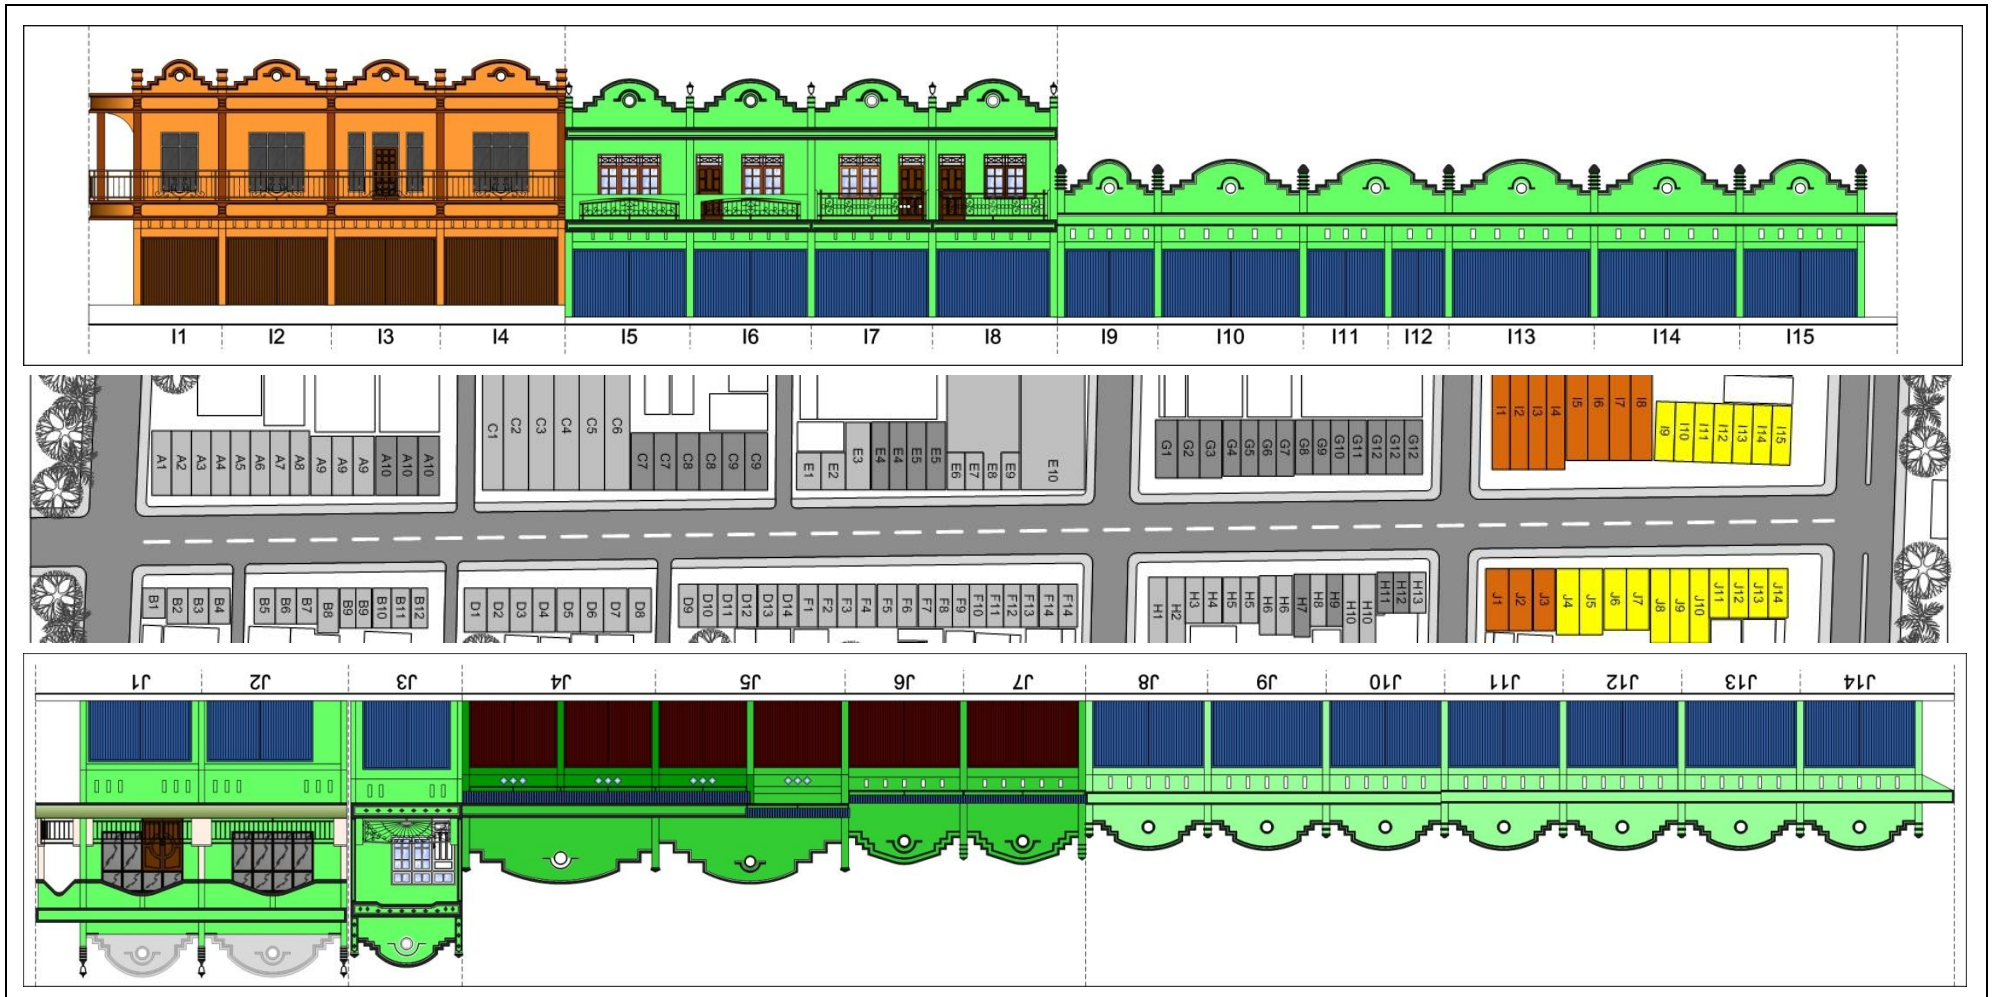 I1 I2 I3 I4 I5 I6 I7 I8 I9 I10 I11 I12 I13 I14 I15
A1 A2 A3 A4 A5 A6 A7 A8 A9 A9 A9 A10 A10 A10
C1 C2 C3 C4 C5 C6 C7 C7 C8 C8 C9 C9
E1 E2 E3 E4 E4 E5 E5 E6 E7 E8 E9 E10
G1 G2 G3 G4 G5 G6 G7 G8 G9 G10 G11 G12 G12 G12
I1 I2 I3 I4 I5 I6 I7 I8 I9 I10 I11 I12 I13 I14 I15
B1 B2 B3 B4 B5 B6 B7 B8 B9 B9 B10 B11 B12
D1 D2 D3 D4 D5 D6 D7 D8
D9 D10 D11 D12 D13 D14 F1 F2 F3 F4 F5 F6 F7 F8 F9 F10 F11 F12 F13 F14 F14
H1 H2 H3 H4 H5 H5 H6 H6 H7 H8 H9 H10 H10 H11 H12 H13
J1 J2 J3 J4 J5 J6 J7 J8 J9 J10 J11 J12 J13 J14
J1 J2 J3 J4 J5 J6 J7 J8 J9 J10 J11 J12 J13 J14